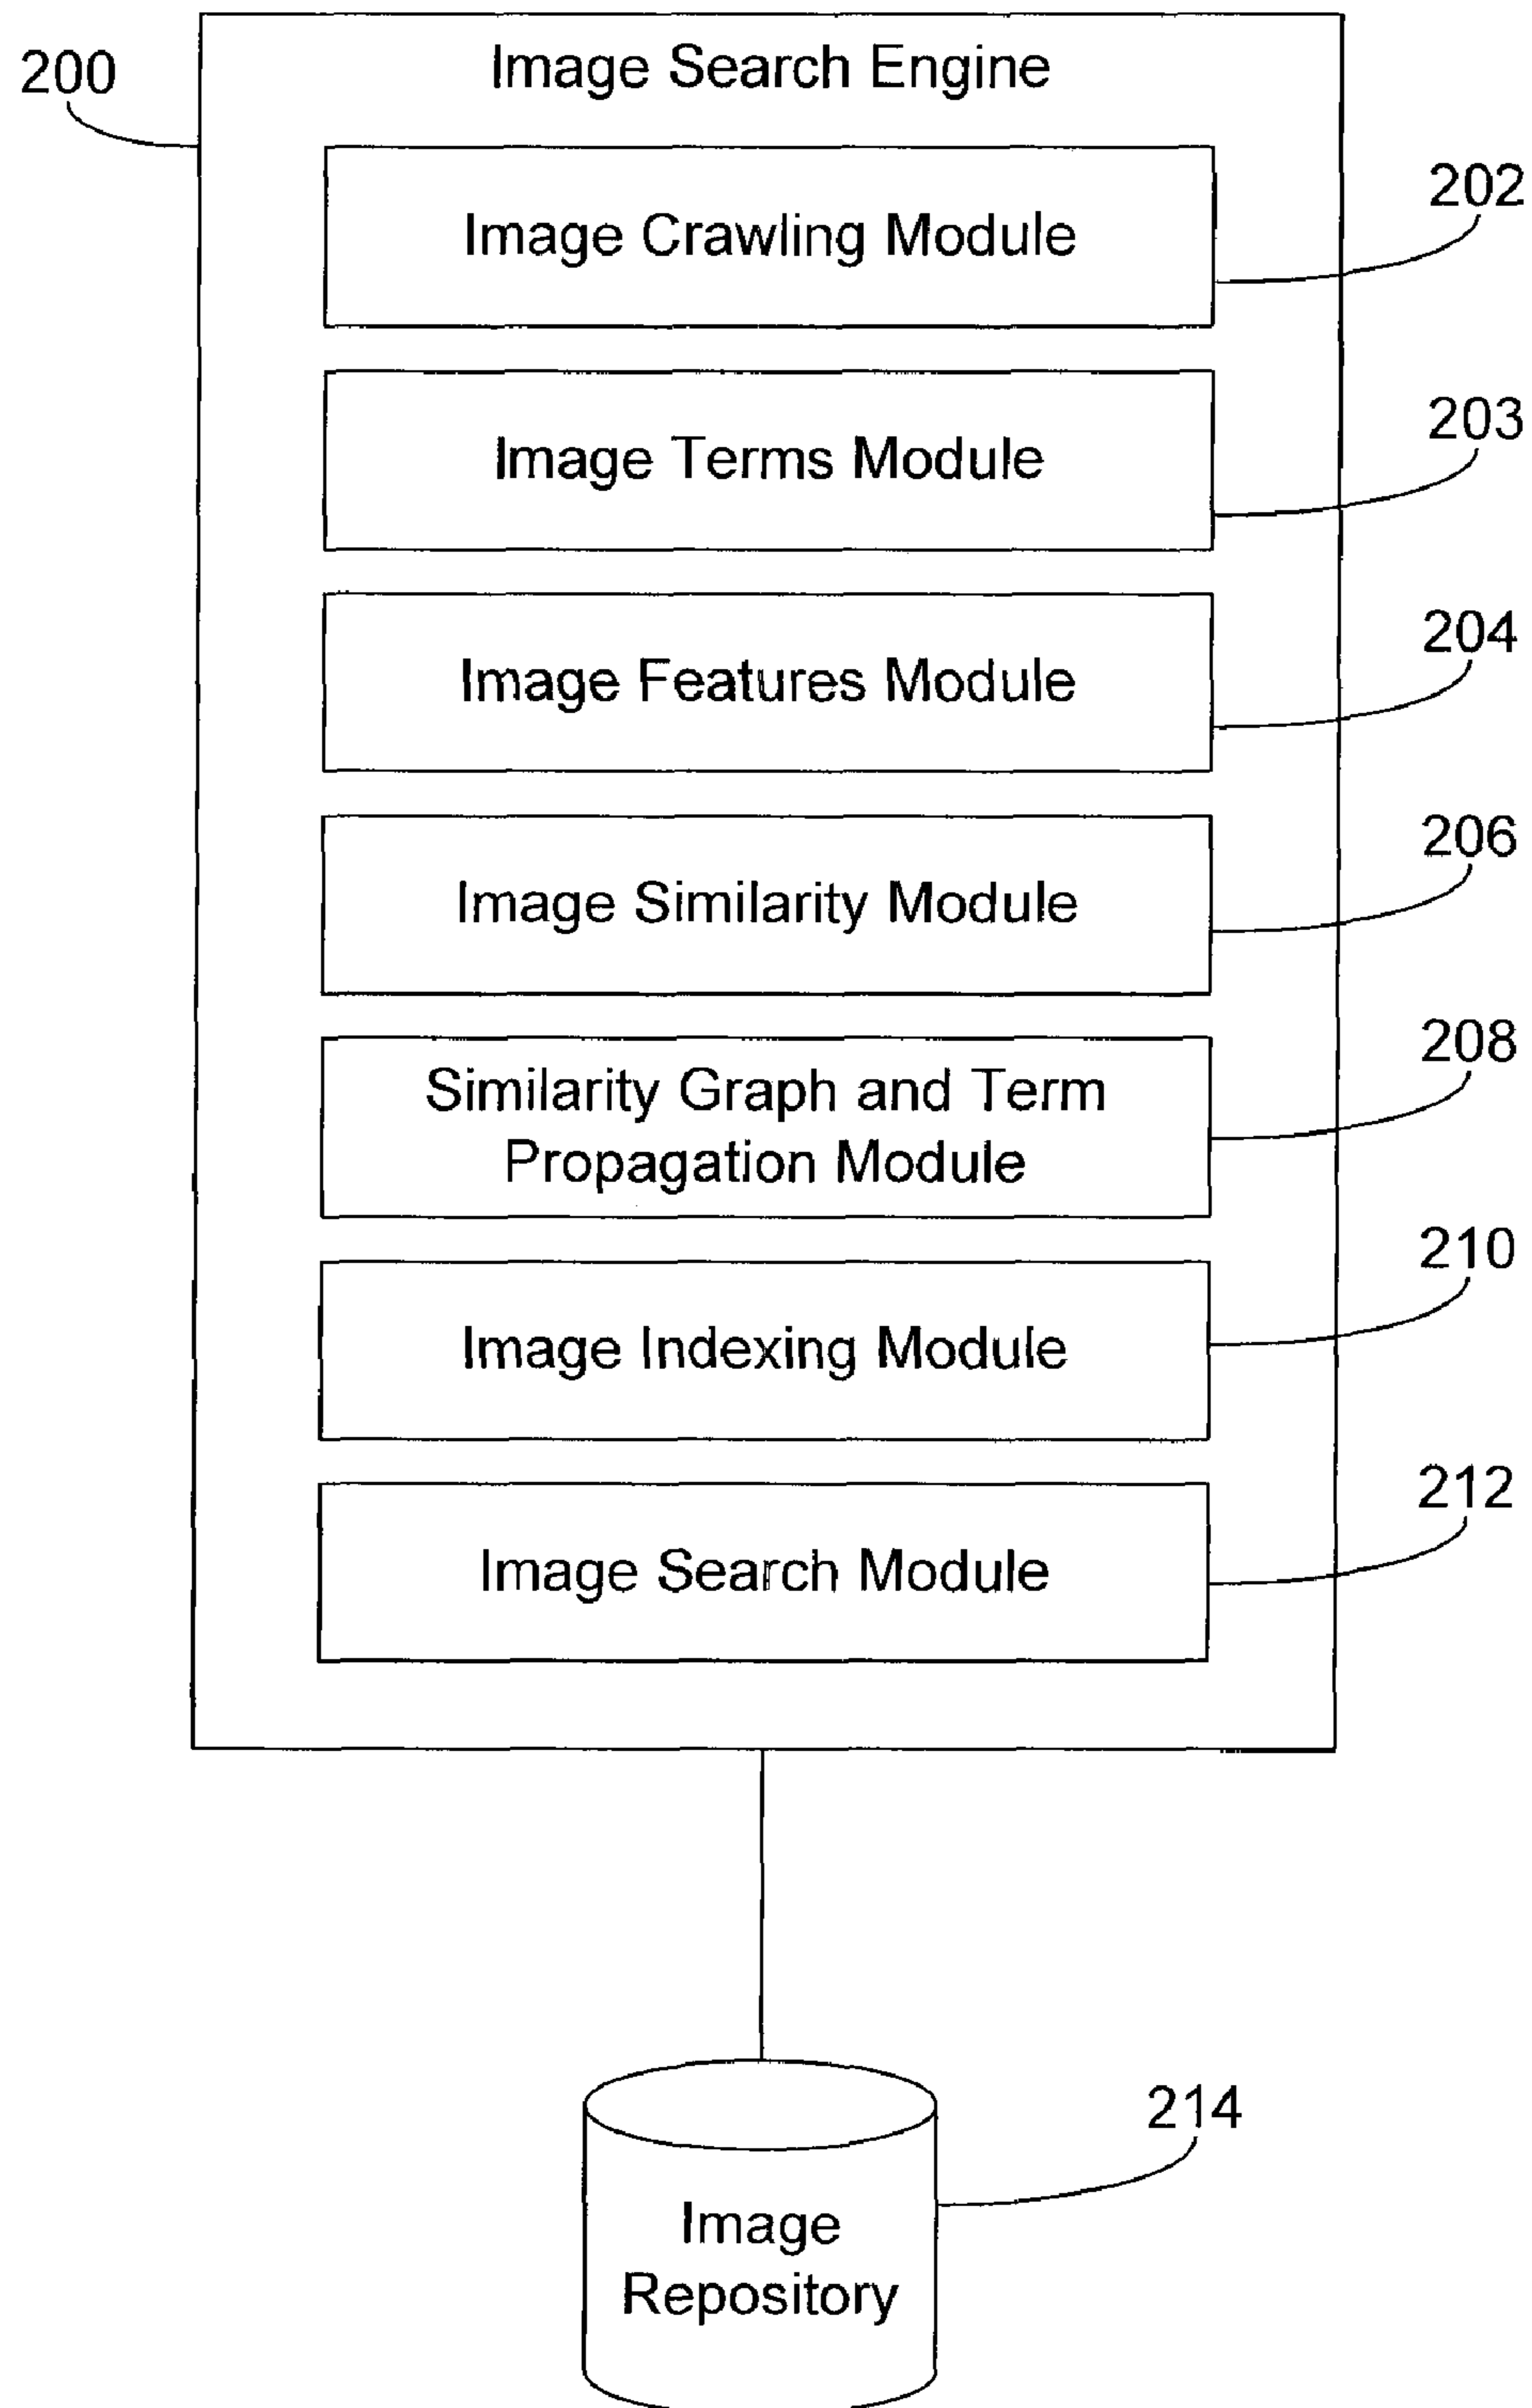 200
Image Search Engine
202
Image Crawling Module
203
Image Terms Module
204
Image Features Module
206
Image Similarity Module
208
Similarity Graph and Term
Propagation Module
210
Image Indexing Module
212
Image Search Module
214
Image
Repository